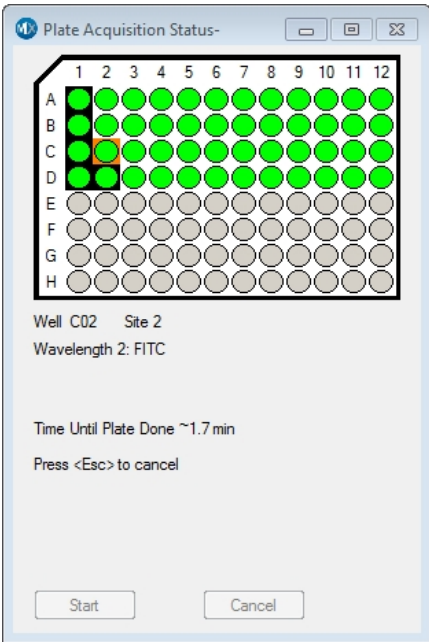 MX Plate Acquisition Status-
1 2 3 4 5 6 7 8 9 10 11 12
A
B
C
D
E
F
G
H
Well C02 Site 2
Wavelength 2: FITC
Time Until Plate Done ~1.7 min
Press <Esc> to cancel
Start Cancel